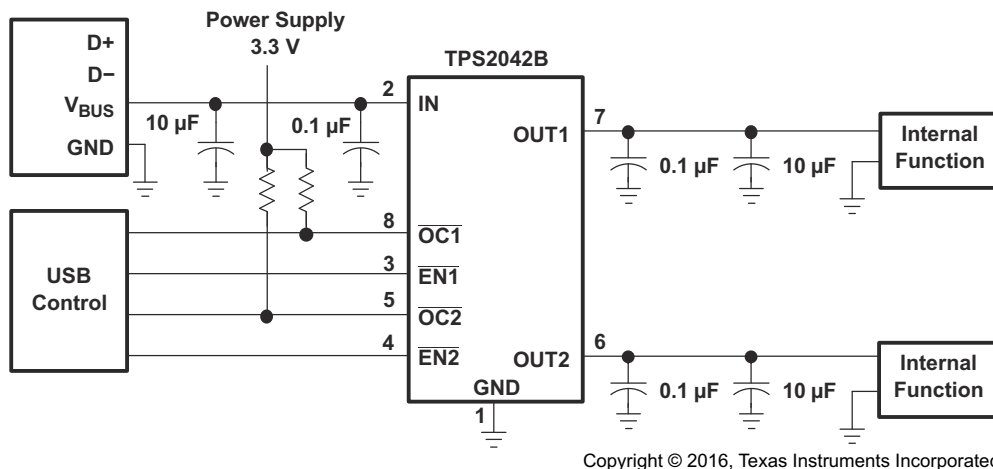 Power Supply
3.3 V
TPS2042B
D+
D−
VBUS
GND
10 µF
0.1 µF
2
IN
7
OUT1
0.1 µF
10 µF
Internal
Function
USB
Control
8
OC1
3
EN1
5
OC2
4
EN2
6
OUT2
0.1 µF
10 µF
Internal
Function
GND
1
Copyright © 2016, Texas Instruments Incorporated